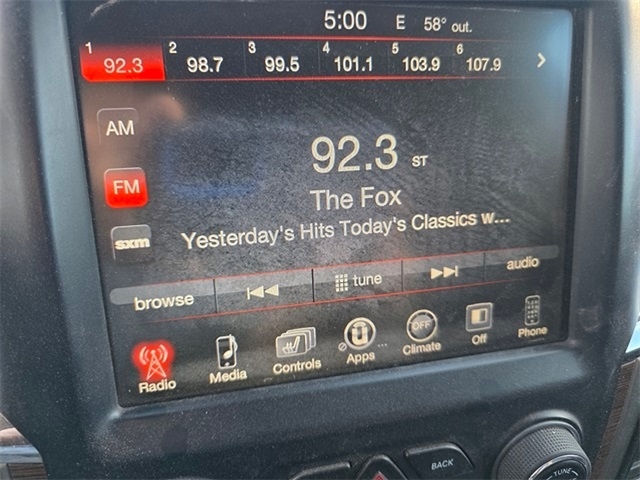 5:00 E 58° out.
1 92.3 2 98.7 3 99.5 4 101.1 5 103.9 6 107.9
AM
FM
sxm
92.3 ST
The Fox
Yesterday's Hits Today's Classics w...
browse tune audio
Radio Media Controls Apps ... Climate OFF Off Phone
BACK
TUNE